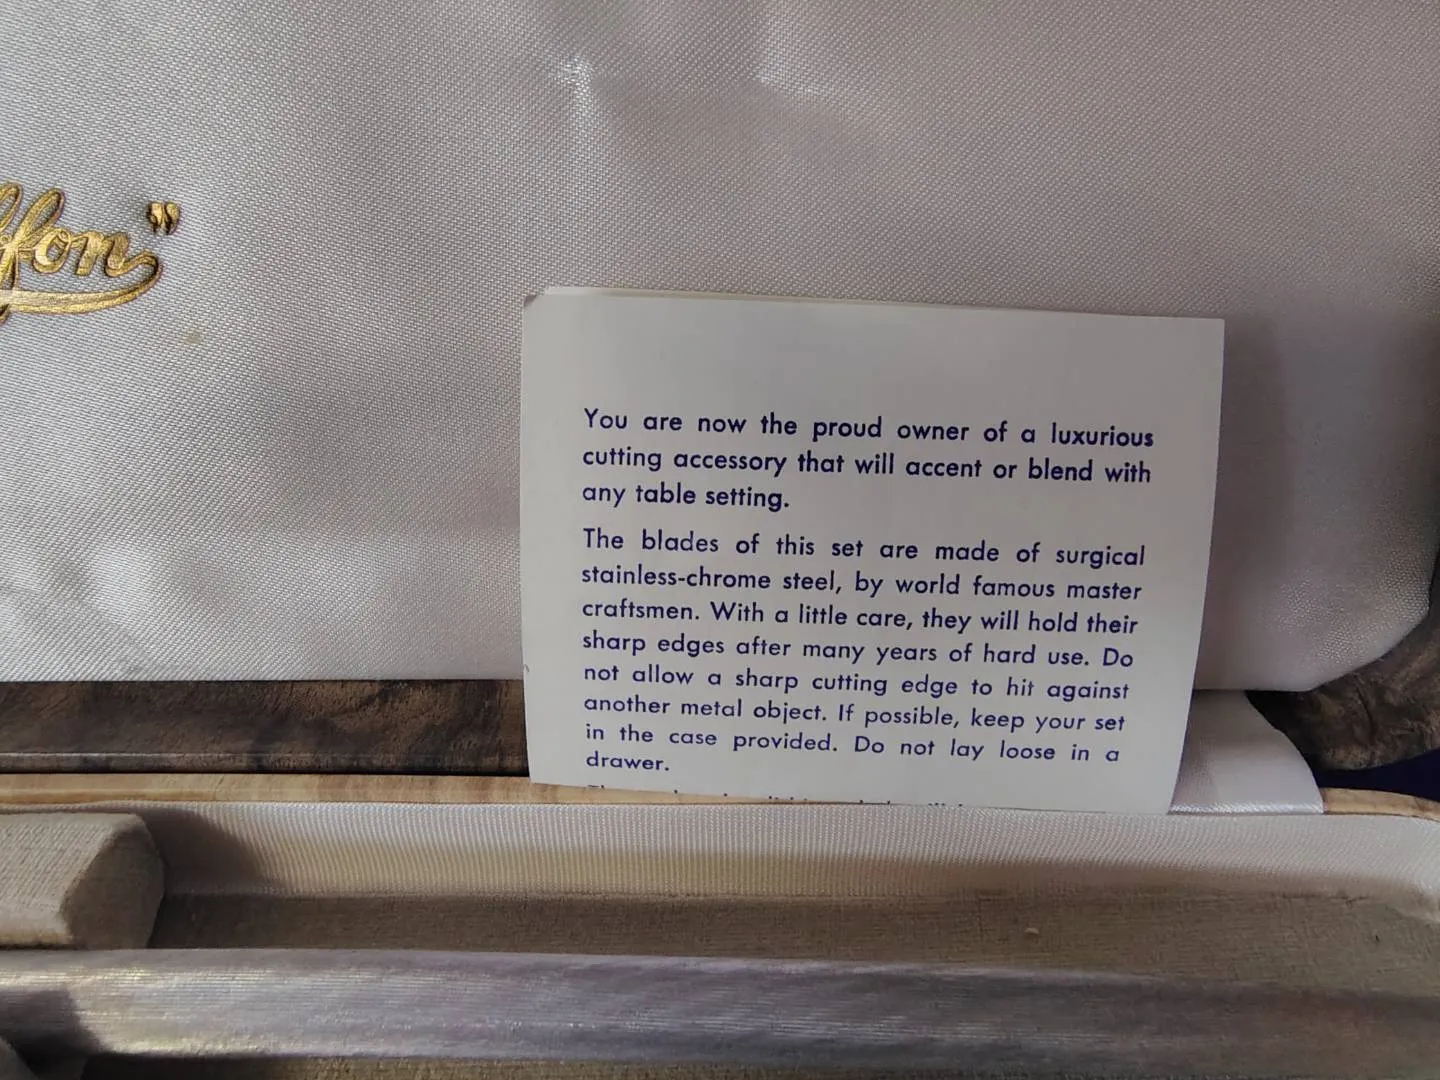 ffon"
You are now the proud owner of a luxurious
cutting accessory that will accent or blend with
any table setting.
The blades of this set are made of surgical
stainless-chrome steel, by world famous master
craftsmen. With a little care, they will hold their
sharp edges after many years of hard use. Do
not allow a sharp cutting edge to hit against
another metal object. If possible, keep your set
in the case provided. Do not lay loose in a
drawer.